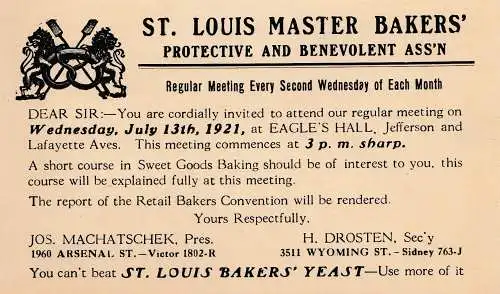 ST. LOUIS MASTER BAKERS'
PROTECTIVE AND BENEVOLENT ASS'N
Regular Meeting Every Second Wednesday of Each Month
DEAR SIR:—You are cordially invited to attend our regular meeting on
Wednesday, July 13th, 1921, at EAGLE'S HALL, Jefferson and
Lafayette Aves. This meeting commences at 3 p. m. sharp.
A short course in Sweet Goods Baking should be of interest to you, this
course will be explained fully at this meeting.
The report of the Retail Bakers Convention will be rendered.
Yours Respectfully,
JOS. MACHATSCHEK, Pres. H. DROSTEN, Sec'y
1960 ARSENAL ST.—Victor 1802-R 3511 WYOMING ST.—Sidney 763-J
You can't beat ST. LOUIS BAKERS' YEAST—Use more of it